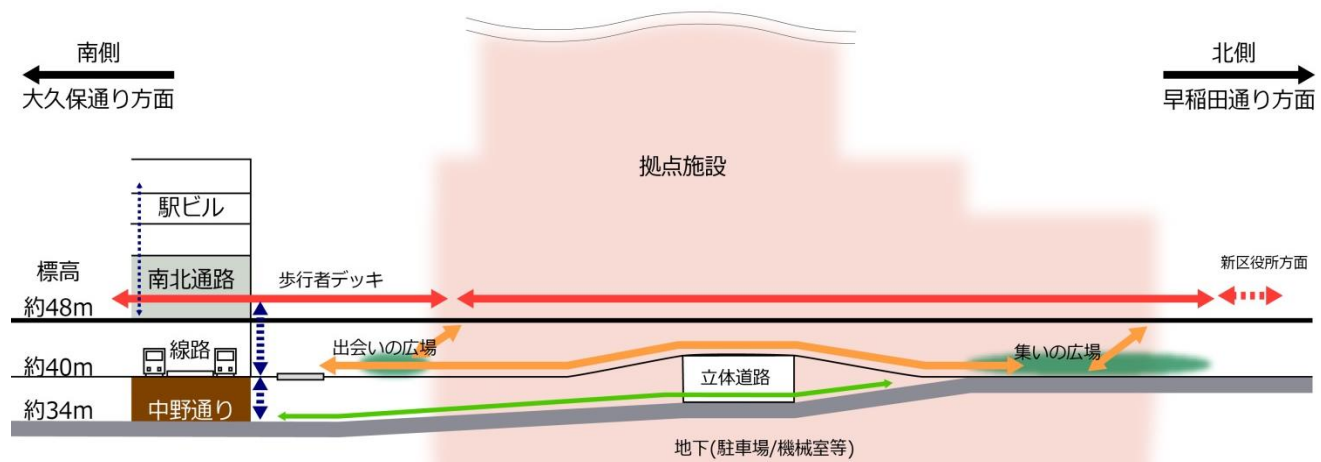 南側
大久保通り方面
北側
早稲田通り方面
拠点施設
駅ビル
標高
南北通路
歩行者デッキ
新区役所方面
約48m
線路
出会いの広場
集いの広場
約40m
立体道路
約34m
中野通り
地下(駐車場/機械室等)